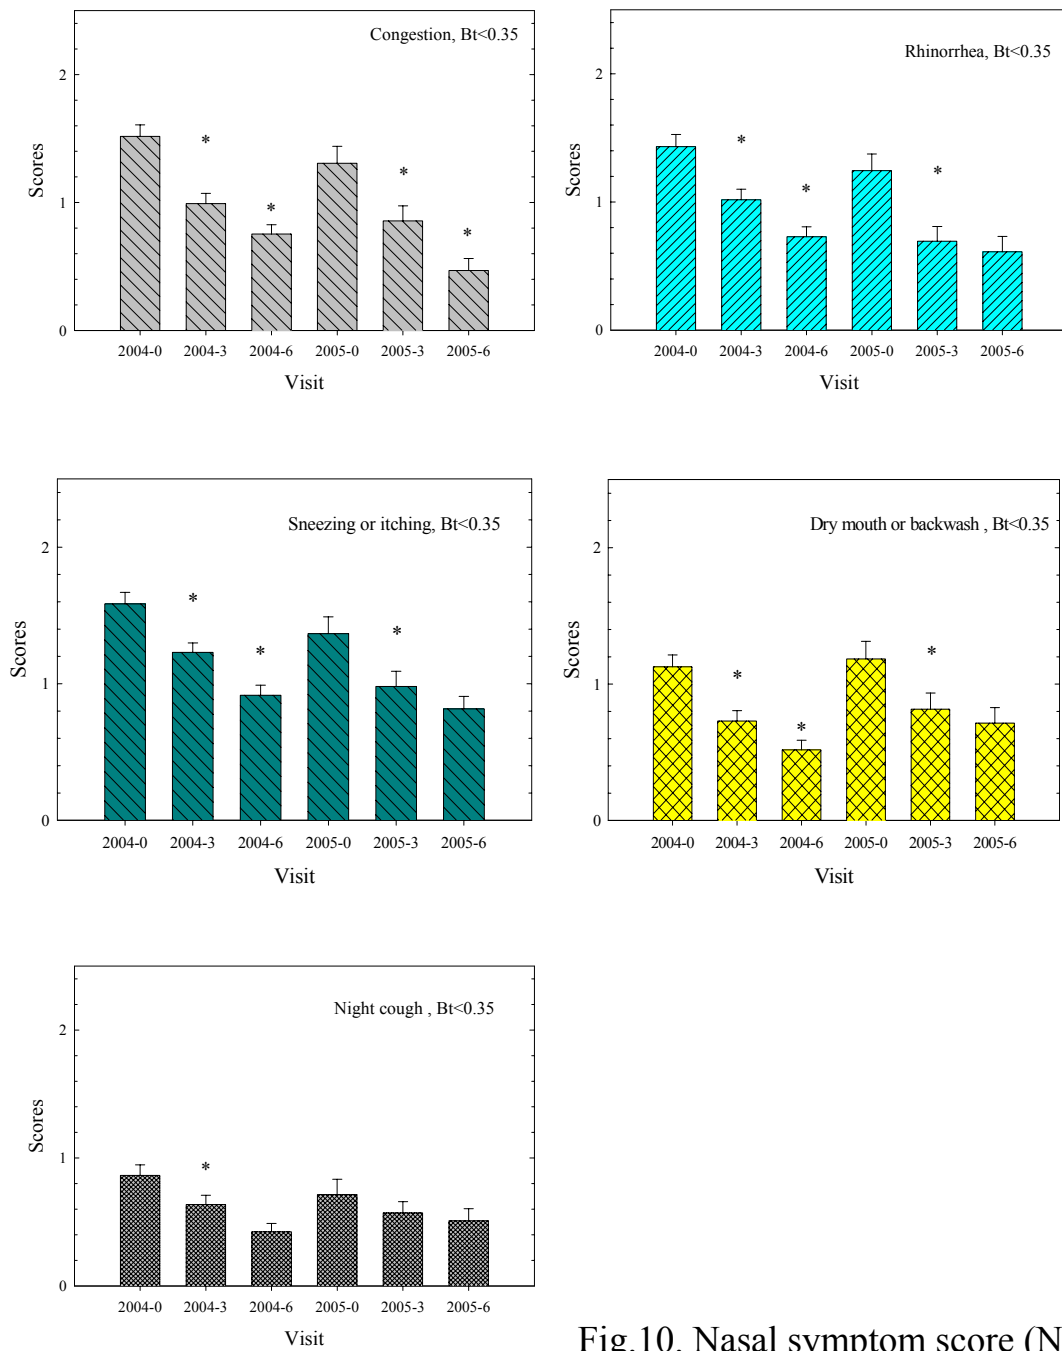 Congestion, Bt<0.35
2
1
0
Scores
*
*
*
*
2004-0 2004-3 2004-6 2005-0 2005-3 2005-6
Visit
Rhinorrhea, Bt<0.35
2
1
0
Scores
*
*
*
2004-0 2004-3 2004-6 2005-0 2005-3 2005-6
Visit
Sneezing or itching, Bt<0.35
2
1
0
Scores
*
*
*
2004-0 2004-3 2004-6 2005-0 2005-3 2005-6
Visit
Dry mouth or backwash , Bt<0.35
2
1
0
Scores
*
*
*
2004-0 2004-3 2004-6 2005-0 2005-3 2005-6
Visit
Night cough , Bt<0.35
2
1
0
Scores
*
2004-0 2004-3 2004-6 2005-0 2005-3 2005-6
Visit
Fig.10. Nasal symptom score (N